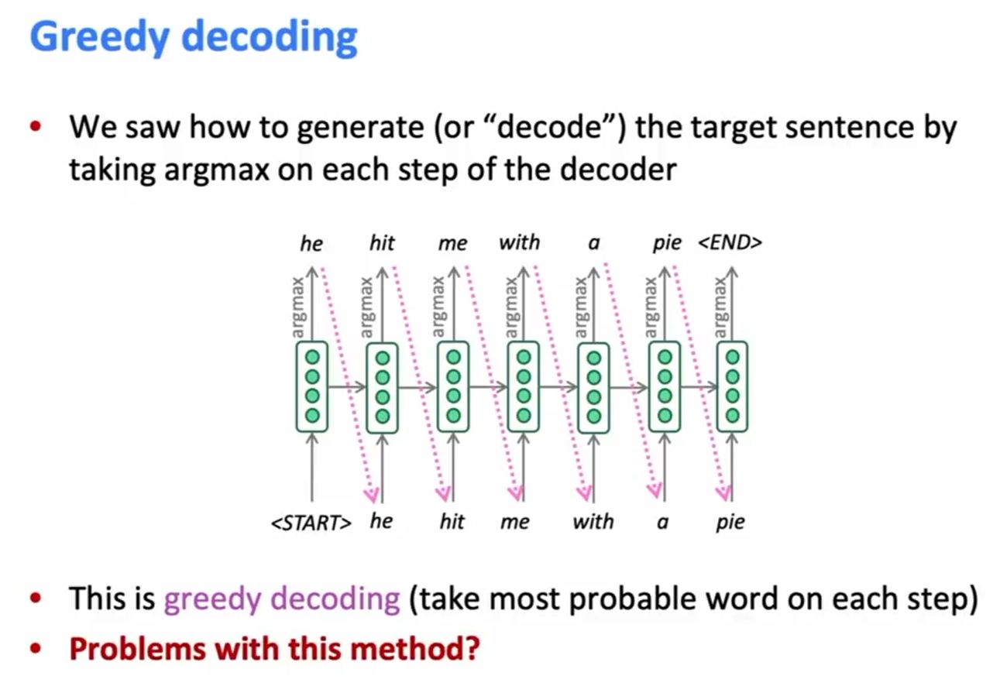 Greedy decoding
• We saw how to generate (or “decode”) the target sentence by
taking argmax on each step of the decoder
he hit me with a pie <END>
argmax argmax argmax argmax argmax argmax argmax
<START> he hit me with a pie
• This is greedy decoding (take most probable word on each step)
• Problems with this method?